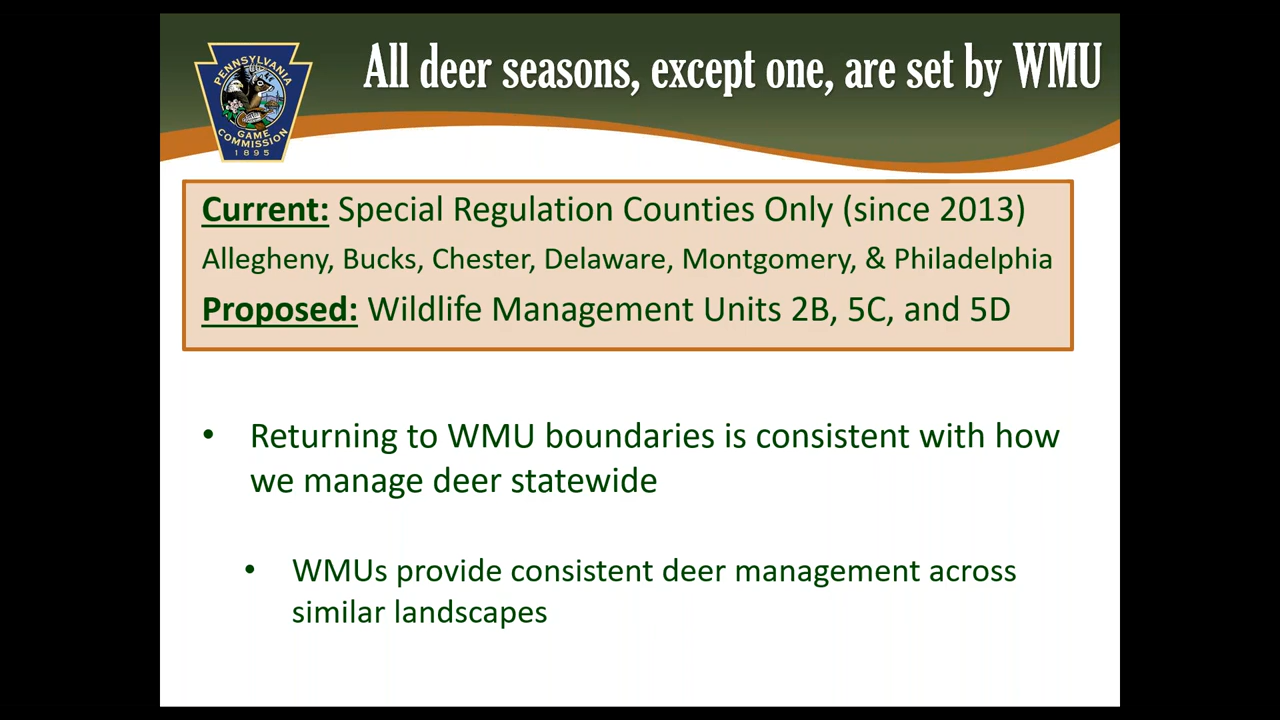 All deer seasons, except one, are set by WMU
PENNSYLVANIA
GAME
COMMISSION
1895
Current: Special Regulation Counties Only (since 2013)
Allegheny, Bucks, Chester, Delaware, Montgomery, & Philadelphia
Proposed: Wildlife Management Units 2B, 5C, and 5D
• Returning to WMU boundaries is consistent with how
we manage deer statewide
• WMUs provide consistent deer management across
similar landscapes